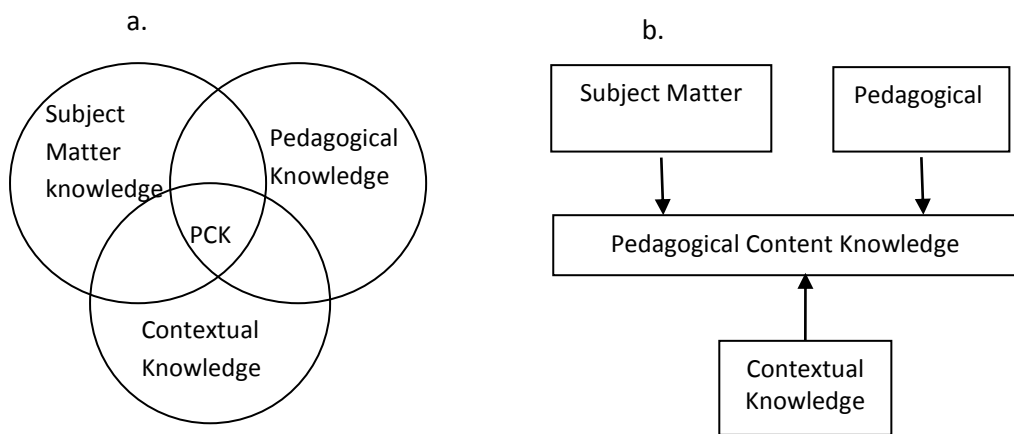 a.
Subject
Matter
knowledge
Pedagogical
Knowledge
PCK
Contextual
Knowledge
b.
Subject Matter
Pedagogical
Pedagogical Content Knowledge
Contextual
Knowledge